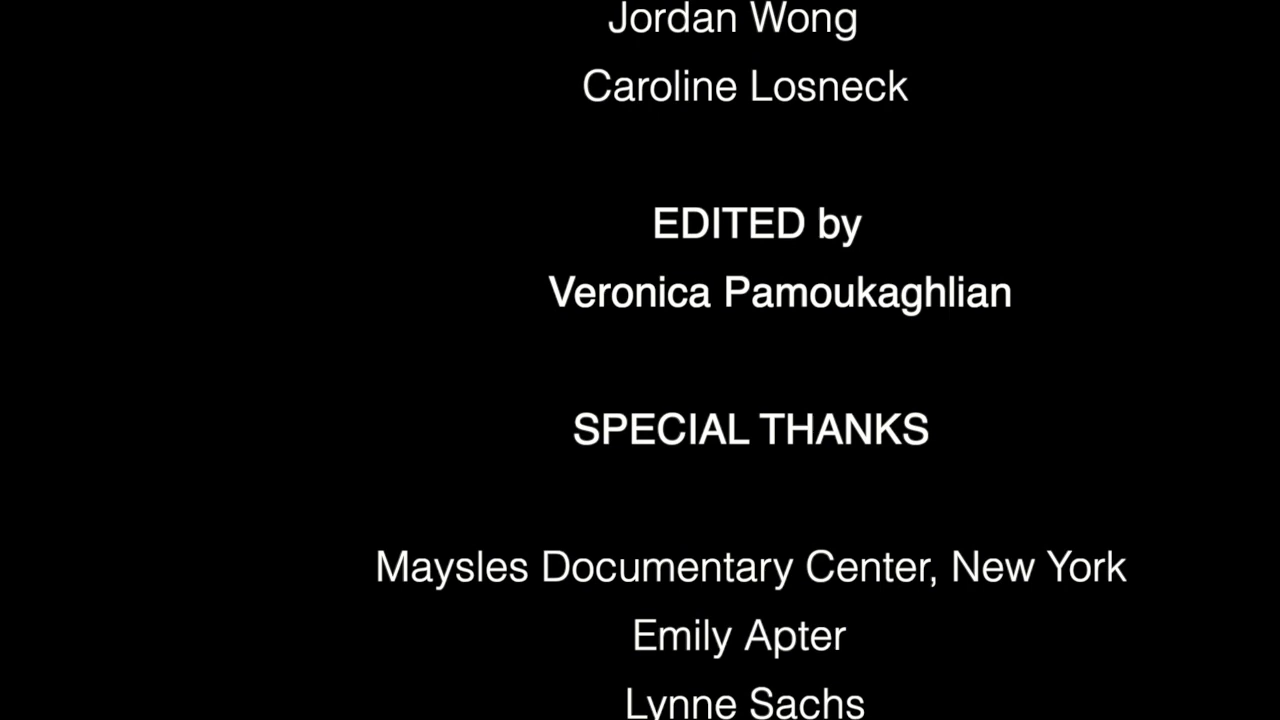 Jordan Wong
Caroline Losneck
EDITED by
Veronica Pamoukaghlian
SPECIAL THANKS
Maysles Documentary Center, New York
Emily Apter
Lynne Sachs